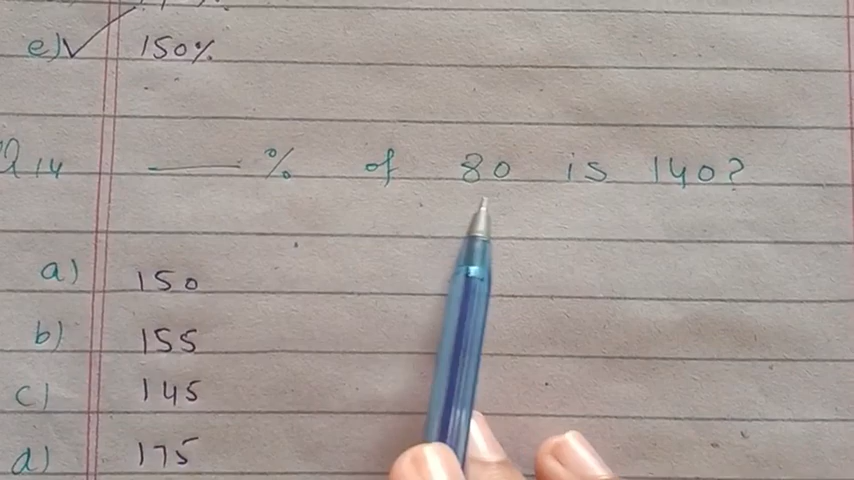 e) 150%
Q14 ____ % of 80 is 140?
a) 150
b) 155
c) 145
d) 175